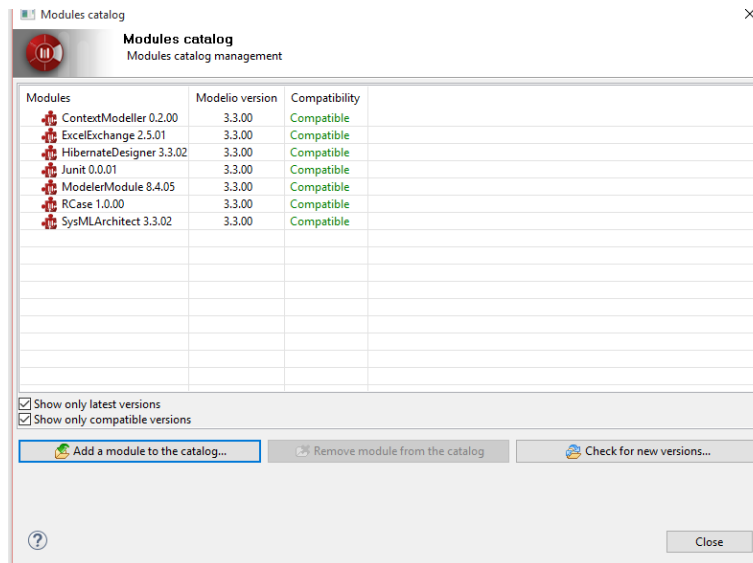 Modules catalog
Modules catalog
Modules catalog management
Modules Modelio version Compatibility
ContextModeller 0.2.00 3.3.00 Compatible
ExcelExchange 2.5.01 3.3.00 Compatible
HibernateDesigner 3.3.02 3.3.00 Compatible
Junit 0.0.01 3.3.00 Compatible
ModelerModule 8.4.05 3.3.00 Compatible
RCase 1.0.00 3.3.00 Compatible
SysMLArchitect 3.3.02 3.3.00 Compatible
Show only latest versions
Show only compatible versions
Add a module to the catalog... Remove module from the catalog Check for new versions...
? Close